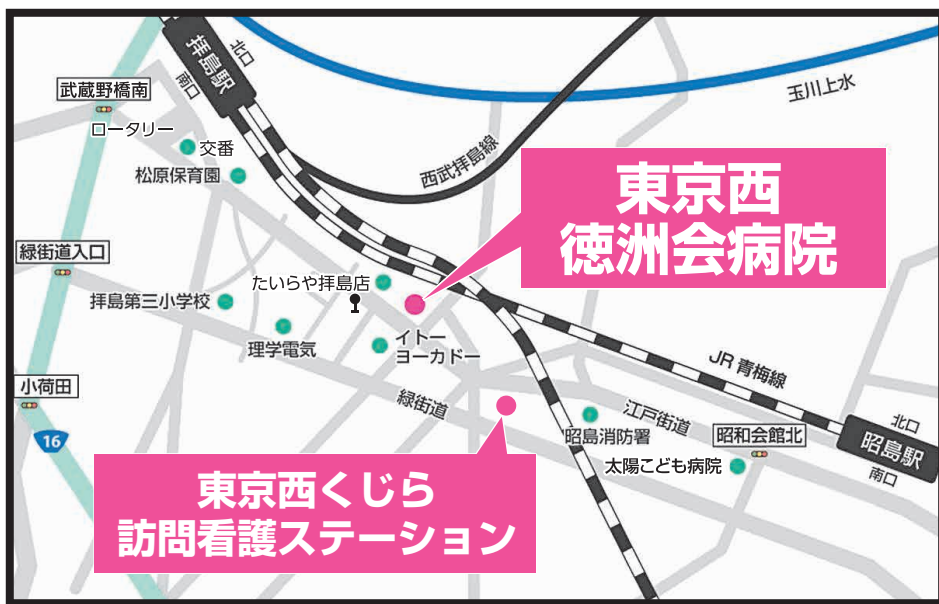 拝島駅
北口
南口
武蔵野橋南
玉川上水
ロータリー
交番
西武拝島線
松原保育園
東京西
徳洲会病院
緑街道入口
たいらや拝島店
拝島第三小学校
イトー
ヨーカドー
理学電気
JR 青梅線
小荷田
緑街道
江戸街道
16
昭島消防署
昭和会館北
北口
昭島駅
南口
太陽こども病院
東京西くじら
訪問看護ステーション